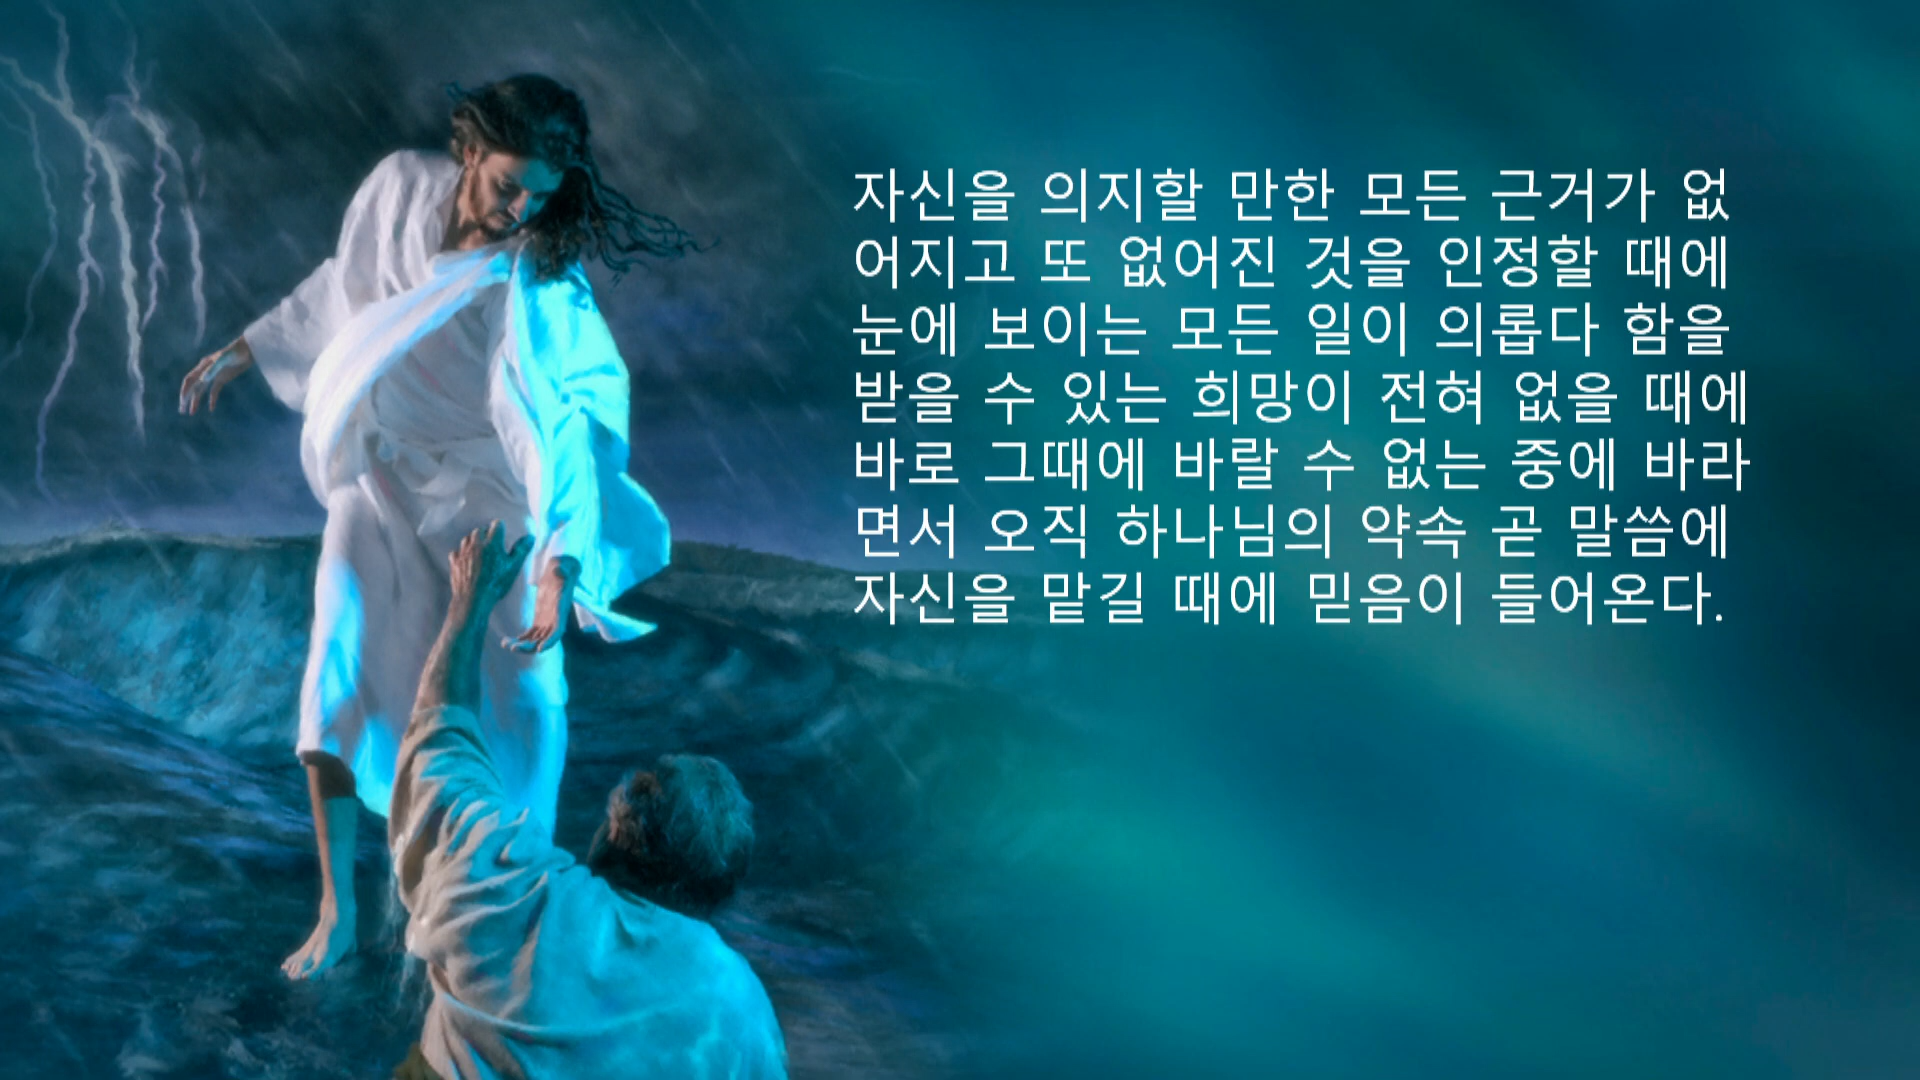 자신을 의지할 만한 모든 근거가 없
어지고 또 없어진 것을 인정할 때에
눈에 보이는 모든 일이 의롭다 함을
받을 수 있는 희망이 전혀 없을 때에
바로 그때에 바랄 수 없는 중에 바라
면서 오직 하나님의 약속 곧 말씀에
자신을 맡길 때에 믿음이 들어온다.